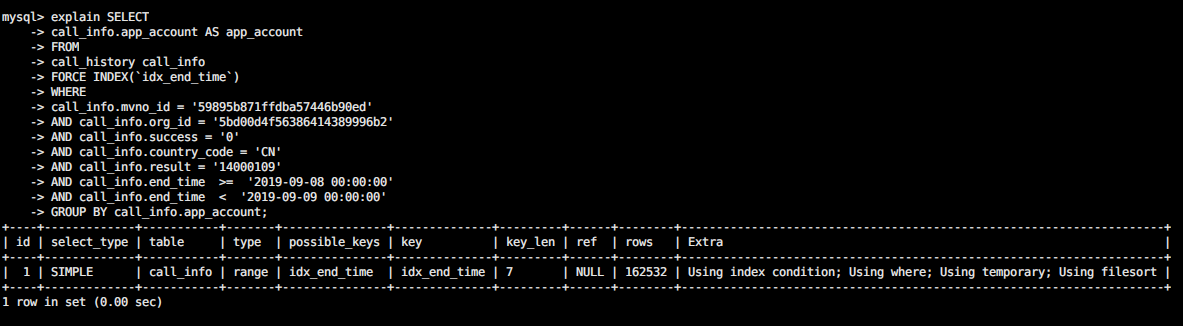 mysql> explain SELECT
    -> call_info.app_account AS app_account
    -> FROM
    -> call_history call_info
    -> FORCE INDEX(`idx_end_time`)
    -> WHERE
    -> call_info.mvno_id = '59895b871ffdba57446b90ed'
    -> AND call_info.org_id = '5bd00d4f56386414389996b2'
    -> AND call_info.success = '0'
    -> AND call_info.country_code = 'CN'
    -> AND call_info.result = '14000109'
    -> AND call_info.end_time  >=  '2019-09-08 00:00:00'
    -> AND call_info.end_time  <  '2019-09-09 00:00:00'
    -> GROUP BY call_info.app_account;
+----+-------------+-----------+-------+---------------+--------------+---------+------+--------+---------------------------------------------------------------------+
| id | select_type | table     | type  | possible_keys | key          | key_len | ref  | rows   | Extra                                                               |
+----+-------------+-----------+-------+---------------+--------------+---------+------+--------+---------------------------------------------------------------------+
|  1 | SIMPLE      | call_info | range | idx_end_time  | idx_end_time | 7       | NULL | 162532 | Using index condition; Using where; Using temporary; Using filesort |
+----+-------------+-----------+-------+---------------+--------------+---------+------+--------+---------------------------------------------------------------------+
1 row in set (0.00 sec)